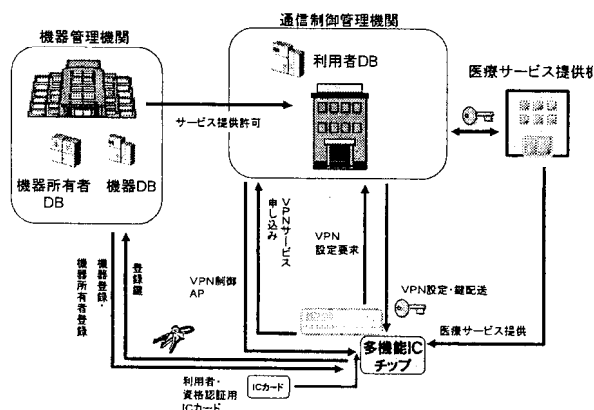 機器管理機関
機器所有者
DB
機器DB
サービス提供許可
通信制御管理機関
利用者DB
医療サービス提供機
機器登録・
機器所有者登録
登録鍵
VPN制御
AP
VPNサービス
申し込み
VPN
設定要求
VPN設定・鍵配送
医療サービス提供
多機能IC
チップ
利用者・
資格認証用
ICカード
ICカード